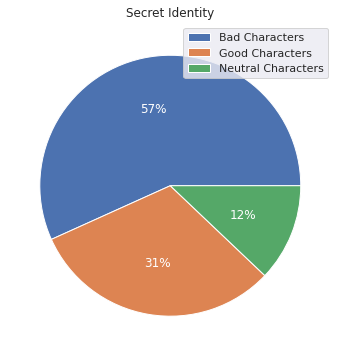 Secret Identity
Bad Characters
Good Characters
Neutral Characters
57%
12%
31%